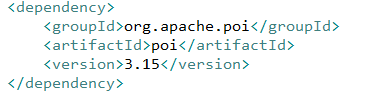 <dependency>
    <groupId>org.apache.poi</groupId>
    <artifactId>poi</artifactId>
    <version>3.15</version>
</dependency>